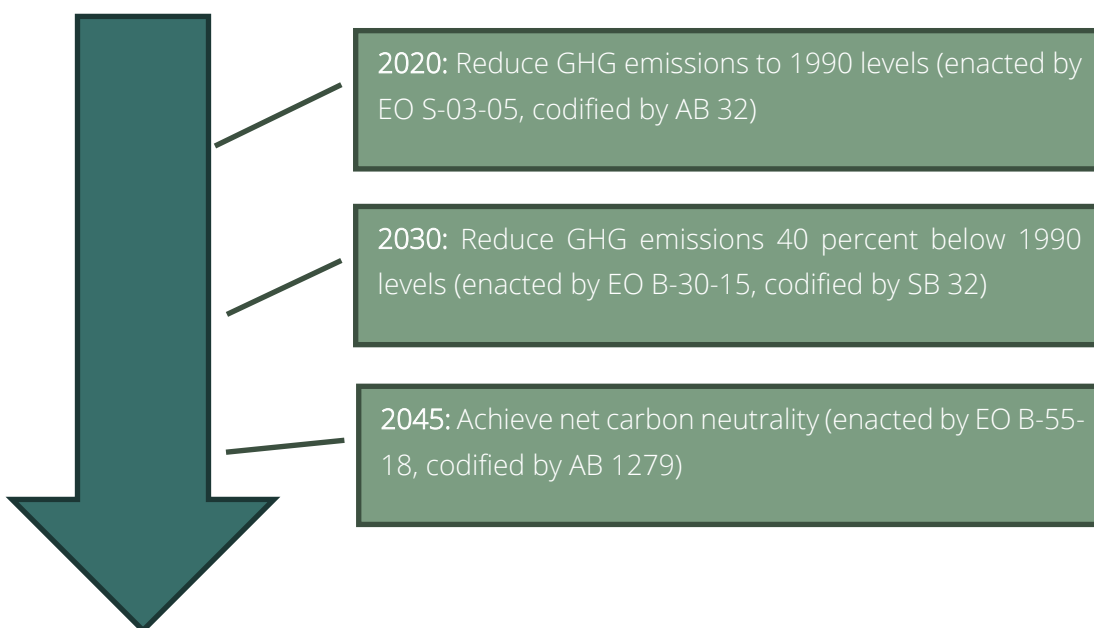 2020: Reduce GHG emissions to 1990 levels (enacted by
EO S-03-05, codified by AB 32)
2030: Reduce GHG emissions 40 percent below 1990
levels (enacted by EO B-30-15, codified by SB 32)
2045: Achieve net carbon neutrality (enacted by EO B-55-
18, codified by AB 1279)